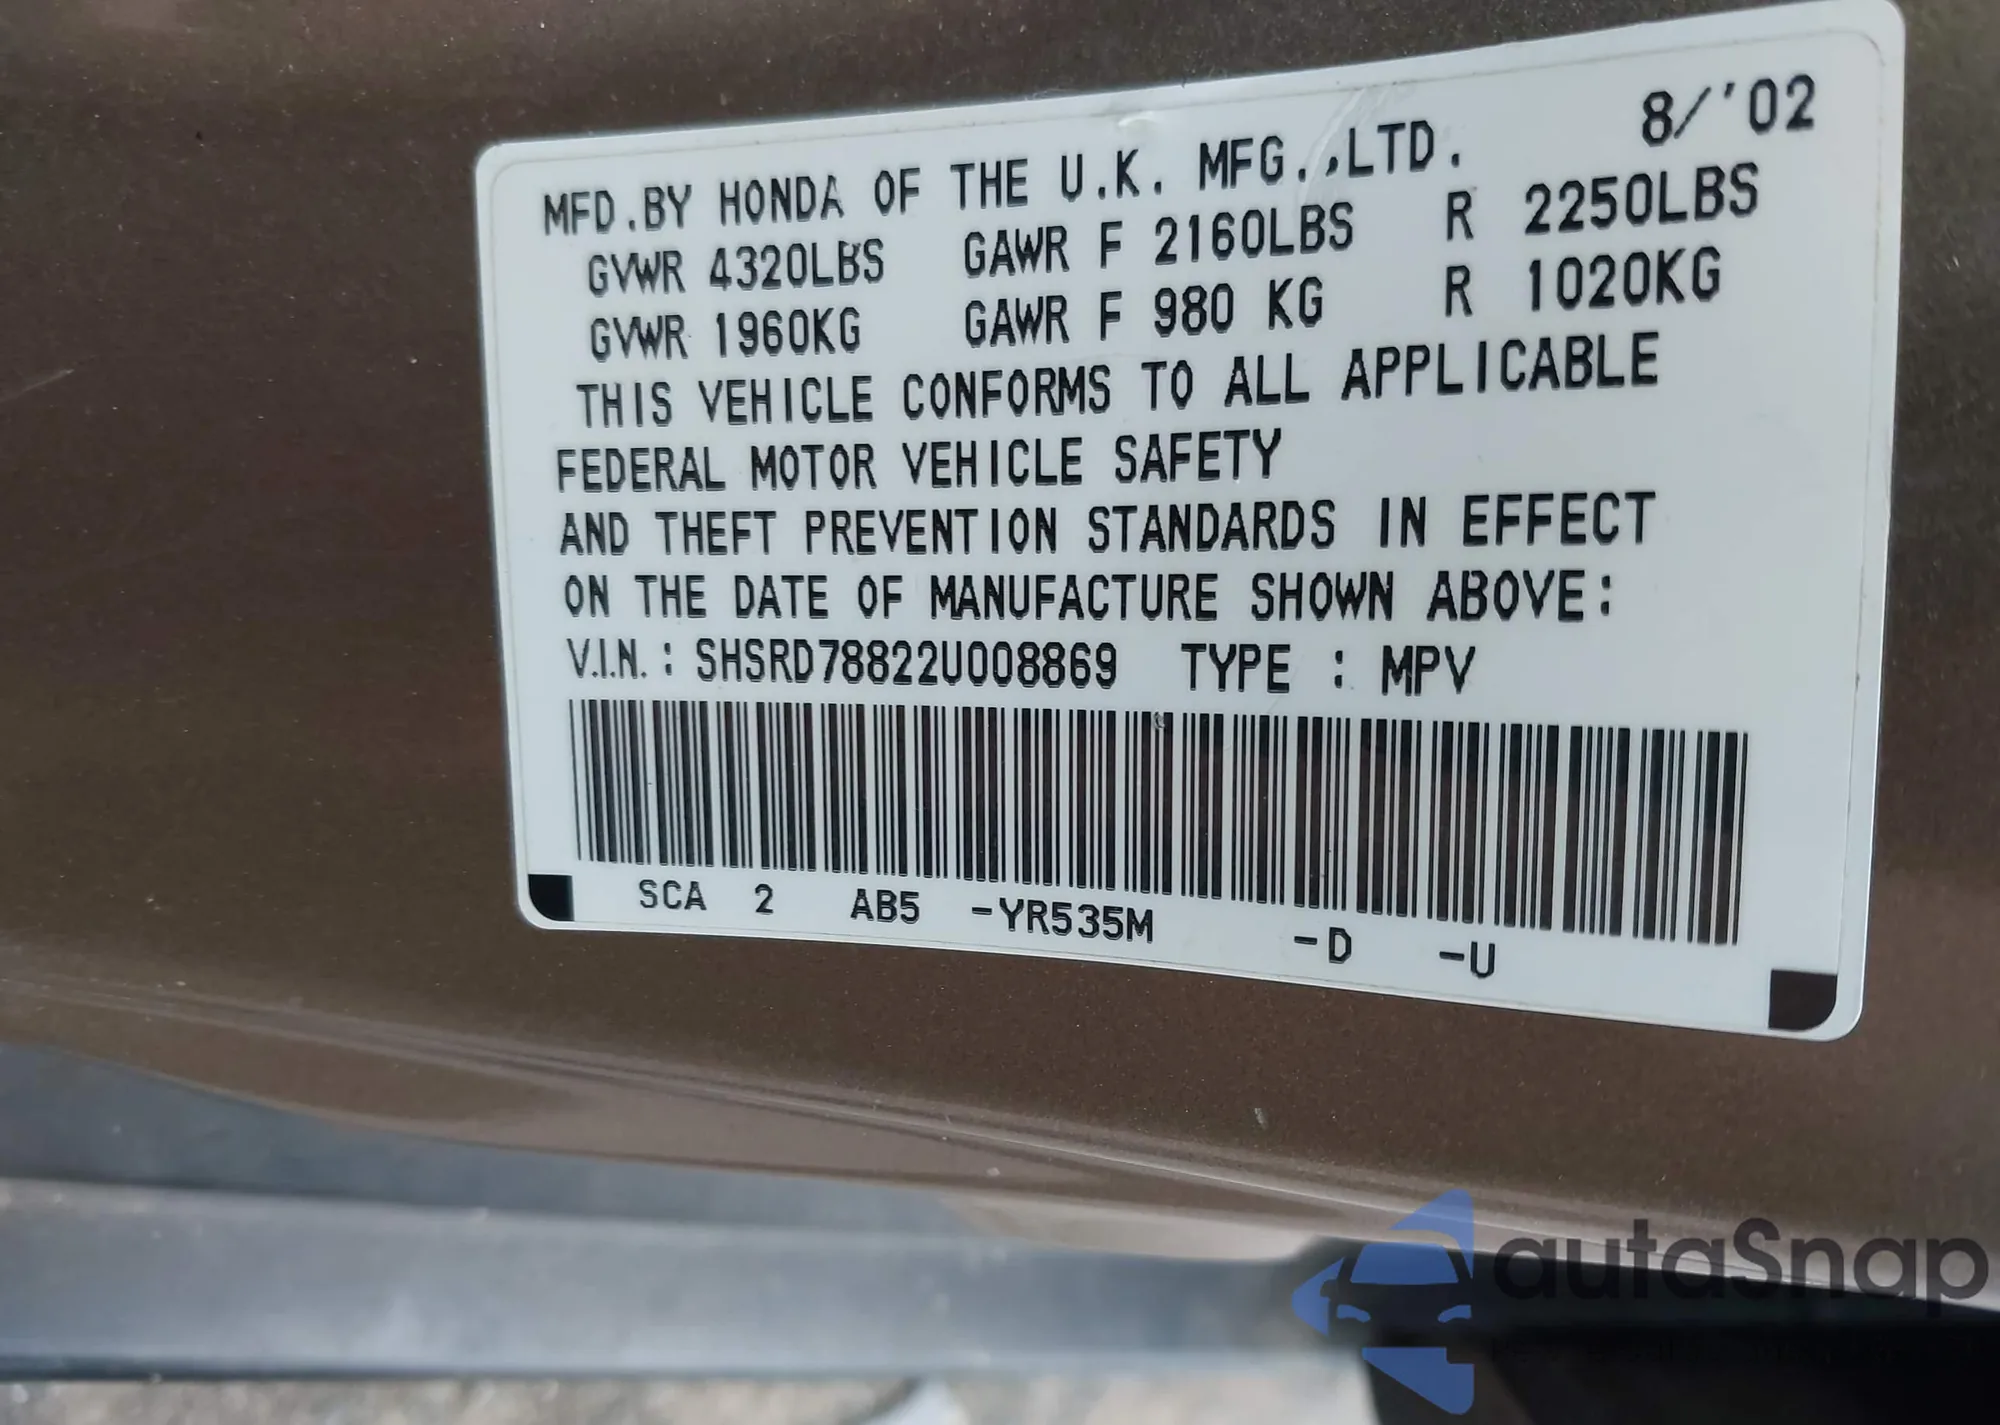 8/'02
MFD.BY HONDA OF THE U.K. MFG.,LTD.
GVWR 4320LBS GAWR F 2160LBS R 2250LBS
GVWR 1960KG GAWR F 980 KG R 1020KG
THIS VEHICLE CONFORMS TO ALL APPLICABLE
FEDERAL MOTOR VEHICLE SAFETY
AND THEFT PREVENTION STANDARDS IN EFFECT
ON THE DATE OF MANUFACTURE SHOWN ABOVE:
V.I.N.: SHSRD78822U008869 TYPE : MPV
SCA 2 AB5 -YR535M -D -U
autaSnap